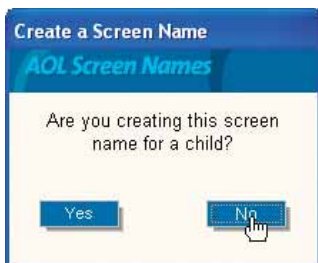 Create a Screen Name
AOL Screen Names
Are you creating this screen
name for a child?
Yes
No